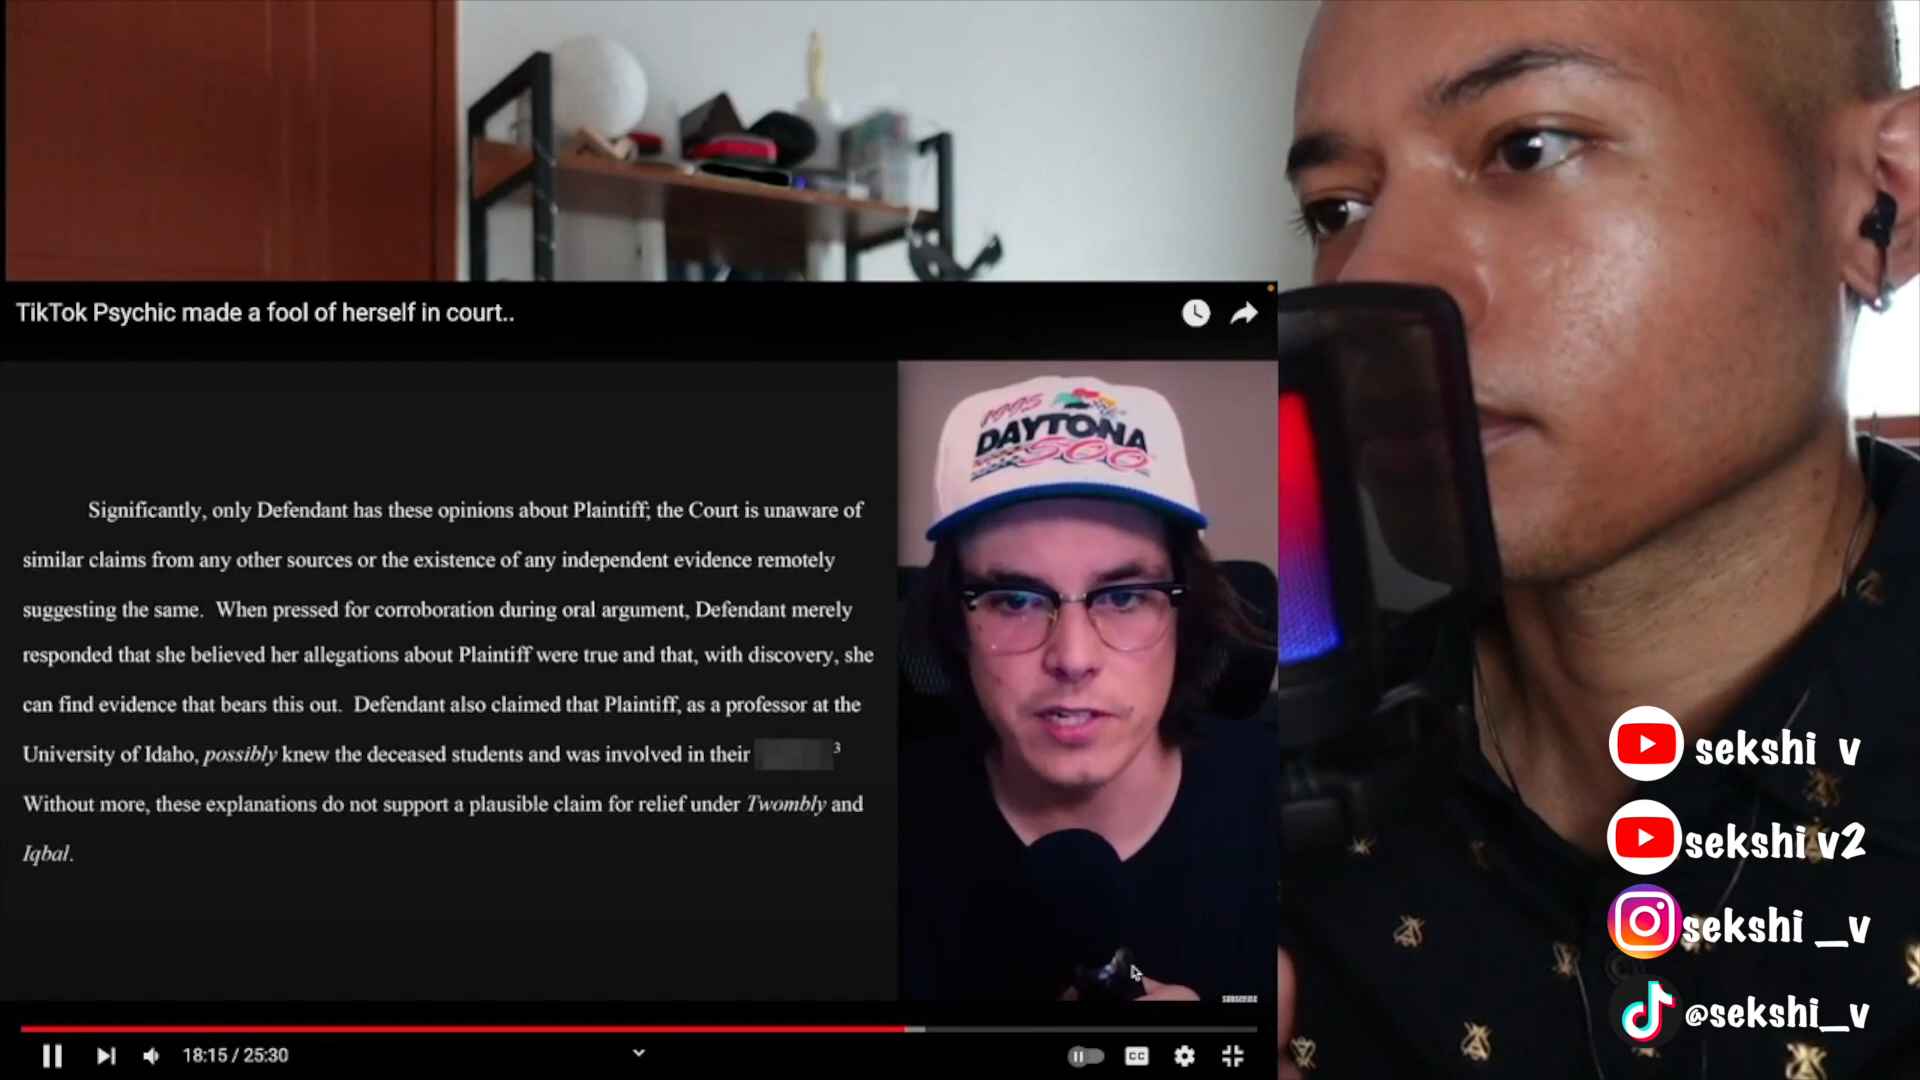 TikTok Psychic made a fool of herself in court..
1995
DAYTONA
500
Significantly, only Defendant has these opinions about Plaintiff; the Court is unaware of
similar claims from any other sources or the existence of any independent evidence remotely
suggesting the same. When pressed for corroboration during oral argument, Defendant merely
responded that she believed her allegations about Plaintiff were true and that, with discovery, she
can find evidence that bears this out. Defendant also claimed that Plaintiff, as a professor at the
University of Idaho, possibly knew the deceased students and was involved in their 3
Without more, these explanations do not support a plausible claim for relief under Twombly and
Iqbal.
SUBSCRIBE
18:15 / 25:30
CC
sekshi v
sekshi v2
sekshi __v
@sekshi__v